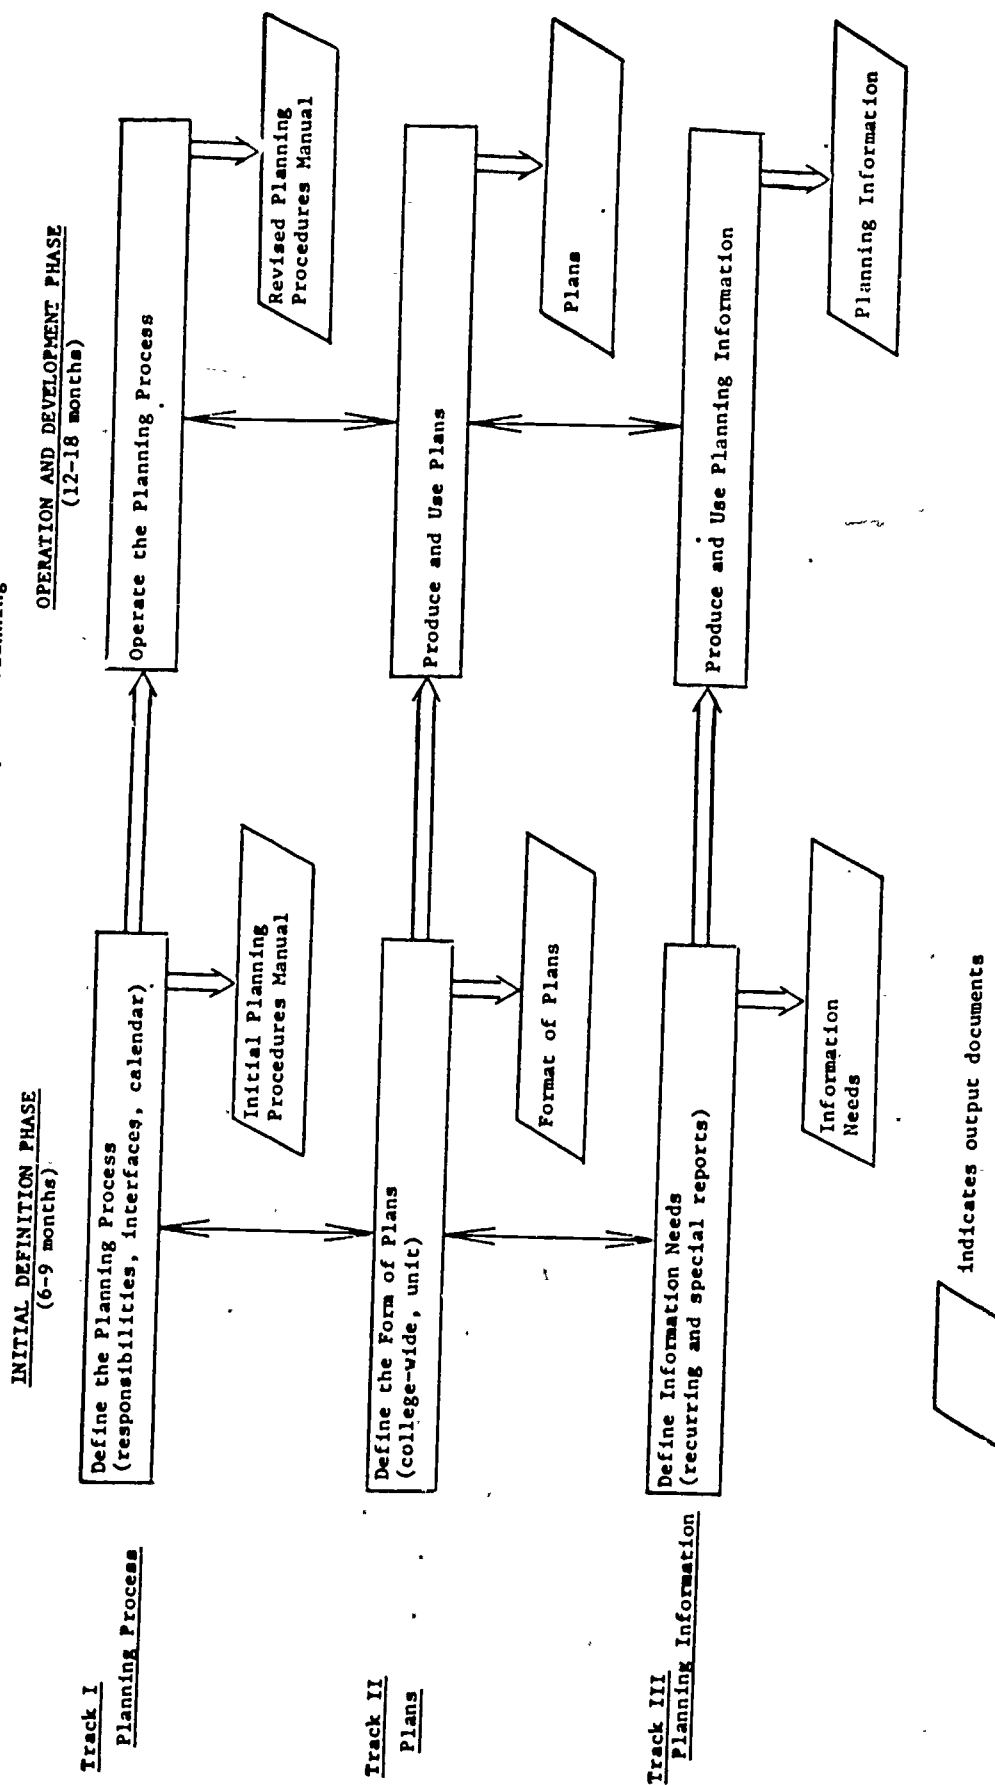 INITIAL DEFINITION PHASE
(6-9 months)
OPERATION AND DEVELOPMENT PHASE
(12-18 months)
Track I
Planning Process
Define the Planning Process
(responsibilities, interfaces, calendar)
Operate the Planning Process
Initial Planning
Procedures Manual
Revised Planning
Procedures Manual
Track II
Plans
Define the Form of Plans
(college-wide, unit)
Produce and Use Plans
Format of Plans
Plans
Track III
Planning Information
Define Information Needs
(recurring and special reports)
Produce and Use Planning Information
Information
Needs
Planning Information
indicates output documents